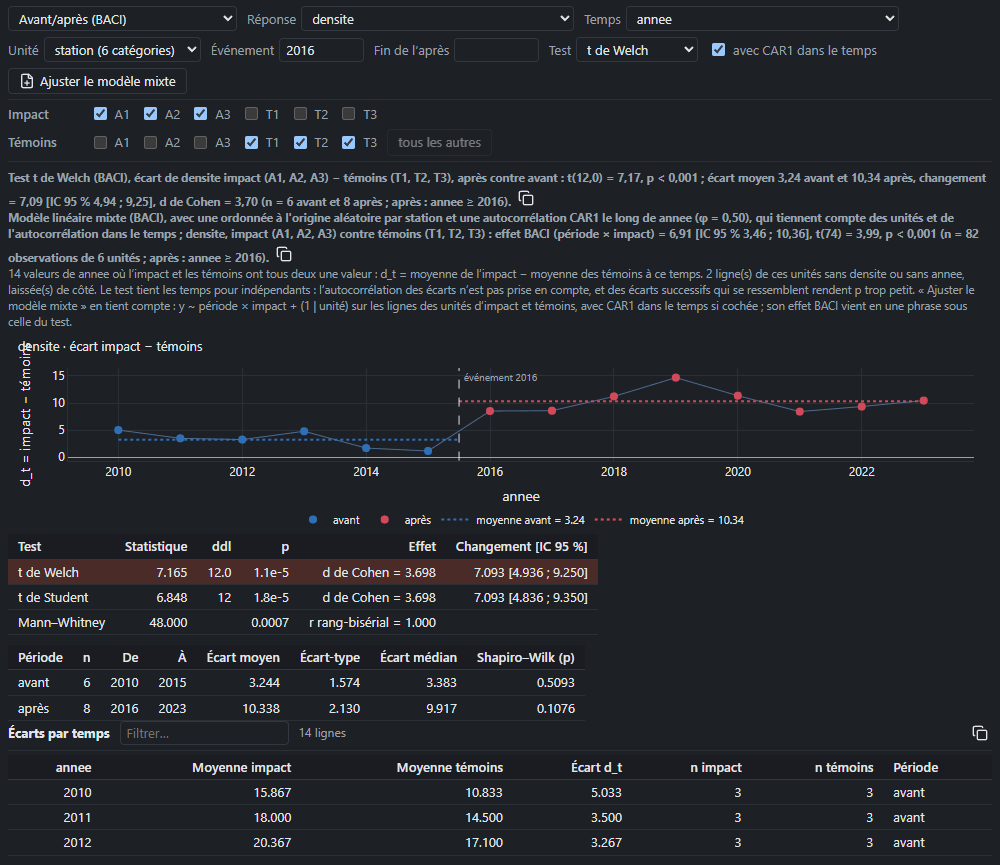 Avant/après (BACI) Réponse densite Temps annee
Unité station (6 catégories) Événement 2016 Fin de l'après Test t de Welch avec CAR1 dans le temps
Ajuster le modèle mixte
Impact A1 A2 A3 T1 T2 T3
Témoins A1 A2 A3 T1 T2 T3 tous les autres
Test t de Welch (BACI), écart de densite impact (A1, A2, A3) − témoins (T1, T2, T3), après contre avant : t(12,0) = 7,17, p < 0,001 ; écart moyen 3,24 avant et 10,34 après, changement
= 7,09 [IC 95 % 4,94 ; 9,25], d de Cohen = 3,70 (n = 6 avant et 8 après ; après : annee ≥ 2016).
Modèle linéaire mixte (BACI), avec une ordonnée à l'origine aléatoire par station et une autocorrélation CAR1 le long de annee (φ = 0,50), qui tiennent compte des unités et de
l'autocorrélation dans le temps ; densite, impact (A1, A2, A3) contre témoins (T1, T2, T3) : effet BACI (période × impact) = 6,91 [IC 95 % 3,46 ; 10,36], t(74) = 3,99, p < 0,001 (n = 82
observations de 6 unités ; après : annee ≥ 2016).
14 valeurs de annee où l'impact et les témoins ont tous deux une valeur : d_t = moyenne de l'impact − moyenne des témoins à ce temps. 2 ligne(s) de ces unités sans densite ou sans annee,
laissée(s) de côté. Le test tient les temps pour indépendants : l'autocorrélation des écarts n'est pas prise en compte, et des écarts successifs qui se ressemblent rendent p trop petit. « Ajuster le
modèle mixte » en tient compte : y ~ période × impact + (1 | unité) sur les lignes des unités d'impact et témoins, avec CAR1 dans le temps si cochée ; son effet BACI vient en une phrase sous
celle du test.
densite · écart impact − témoins
d_t = impact − témoins
15
événement 2016
10
5
0
2010 2012 2014 2016 2018 2020 2022
annee
avant après moyenne avant = 3.24 moyenne après = 10.34
Test Statistique ddl p Effet Changement [IC 95 %]
t de Welch 7.165 12.0 1.1e-5 d de Cohen = 3.698 7.093 [4.936 ; 9.250]
t de Student 6.848 12 1.8e-5 d de Cohen = 3.698 7.093 [4.836 ; 9.350]
Mann–Whitney 48.000 0.0007 r rang-bisérial = 1.000
Période n De À Écart moyen Écart-type Écart médian Shapiro–Wilk (p)
avant 6 2010 2015 3.244 1.574 3.383 0.5093
après 8 2016 2023 10.338 2.130 9.917 0.1076
Écarts par temps Filtrer... 14 lignes
annee Moyenne impact Moyenne témoins Écart d_t n impact n témoins Période
2010 15.867 10.833 5.033 3 3 avant
2011 18.000 14.500 3.500 3 3 avant
2012 20.367 17.100 3.267 3 3 avant